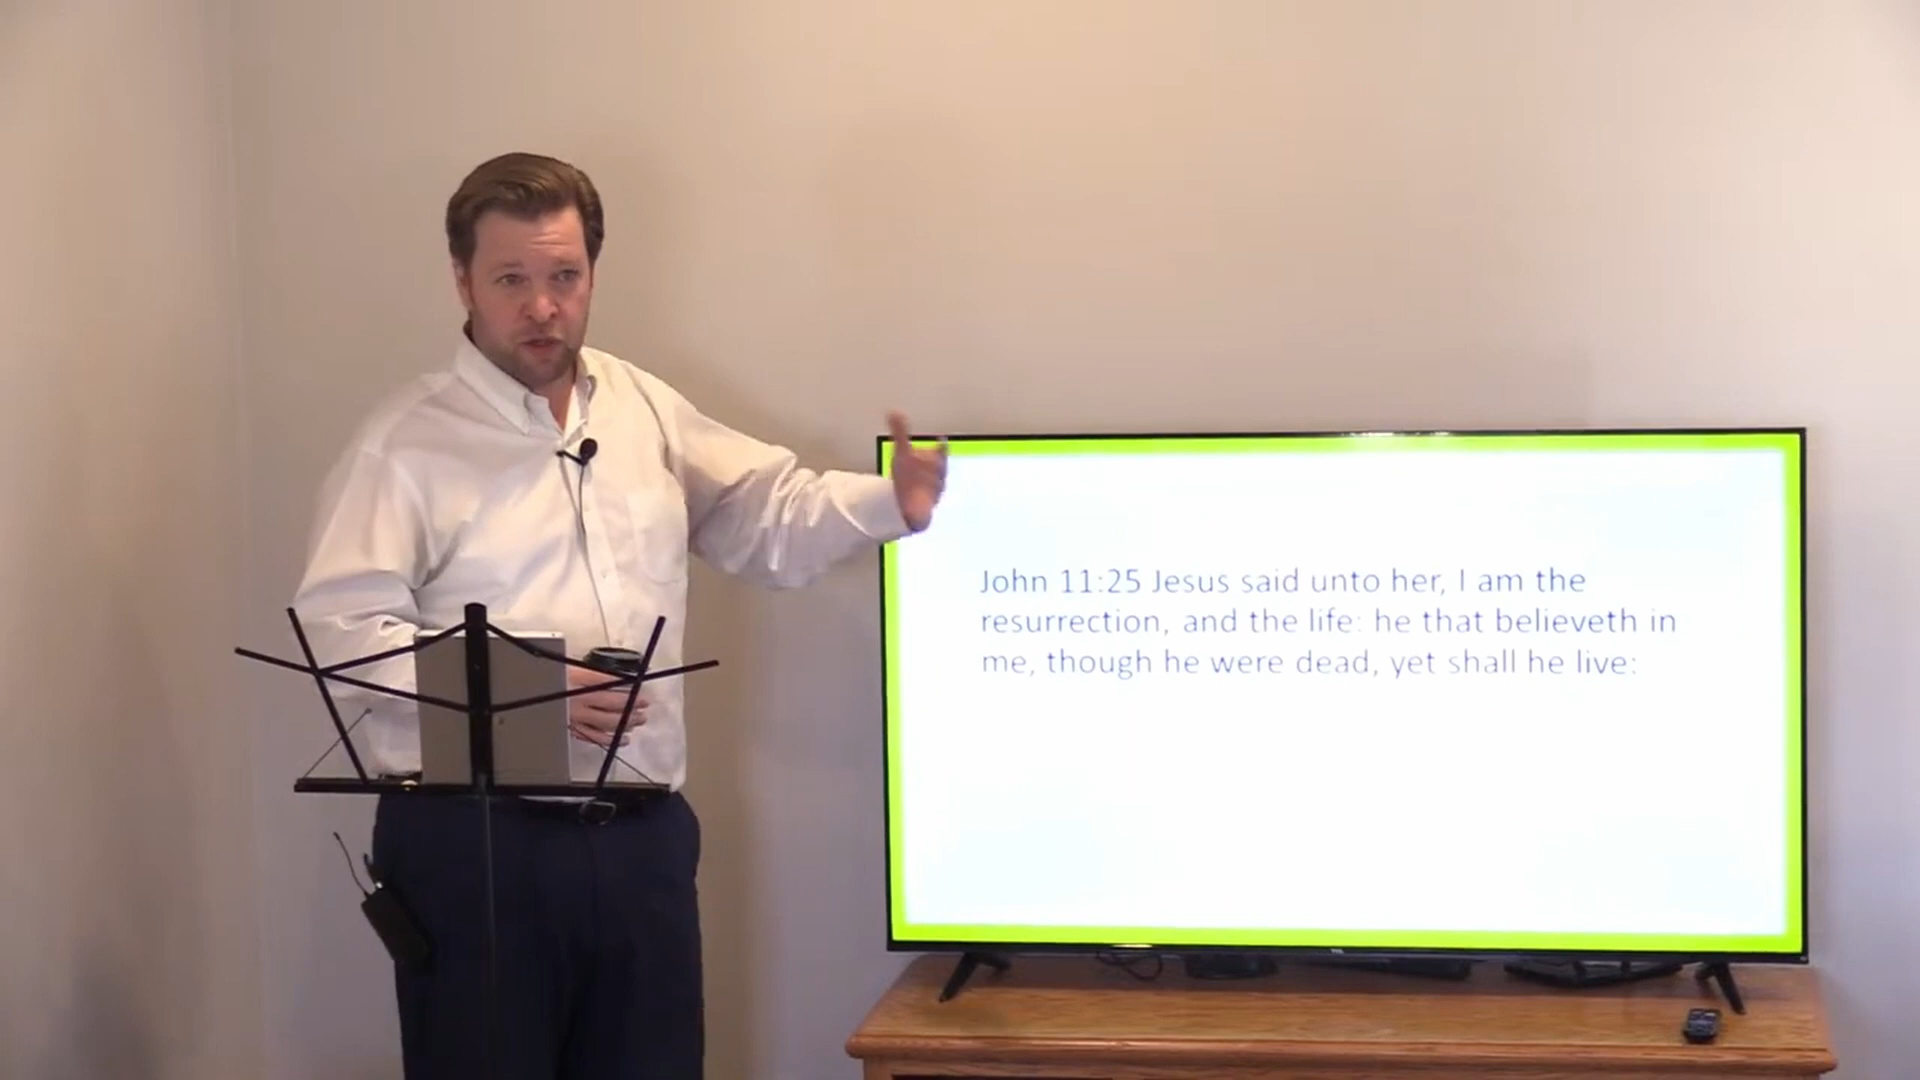 John 11:25 Jesus said unto her, I am the
resurrection, and the life: he that believeth in
me, though he were dead, yet shall he live: